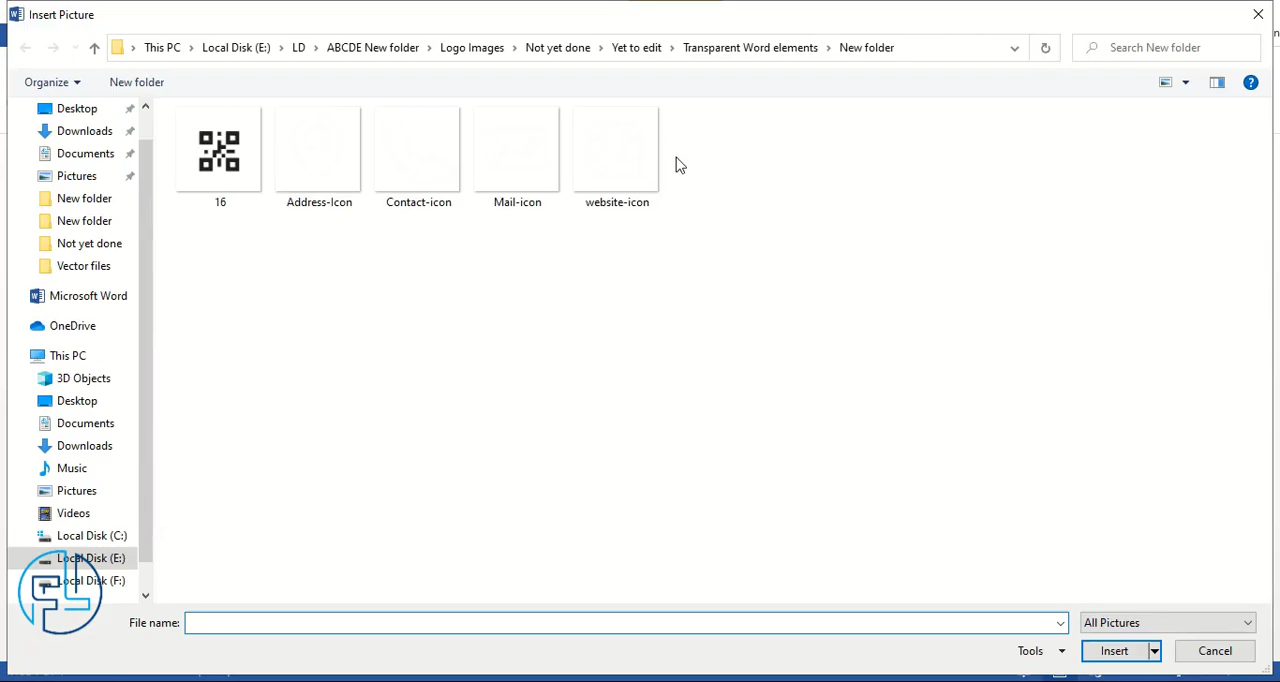 Insert Picture
This PC > Local Disk (E:) > LD > ABCDE New folder > Logo Images > Not yet done > Yet to edit > Transparent Word elements > New folder
Search New folder
Organize
New folder
Desktop
Downloads
Documents
Pictures
New folder
New folder
Not yet done
Vector files
Microsoft Word
OneDrive
This PC
3D Objects
Desktop
Documents
Downloads
Music
Pictures
Videos
Local Disk (C:)
Local Disk (E:)
Local Disk (F:)
16
Address-Icon
Contact-icon
Mail-icon
website-icon
File name:
All Pictures
Tools
Insert
Cancel